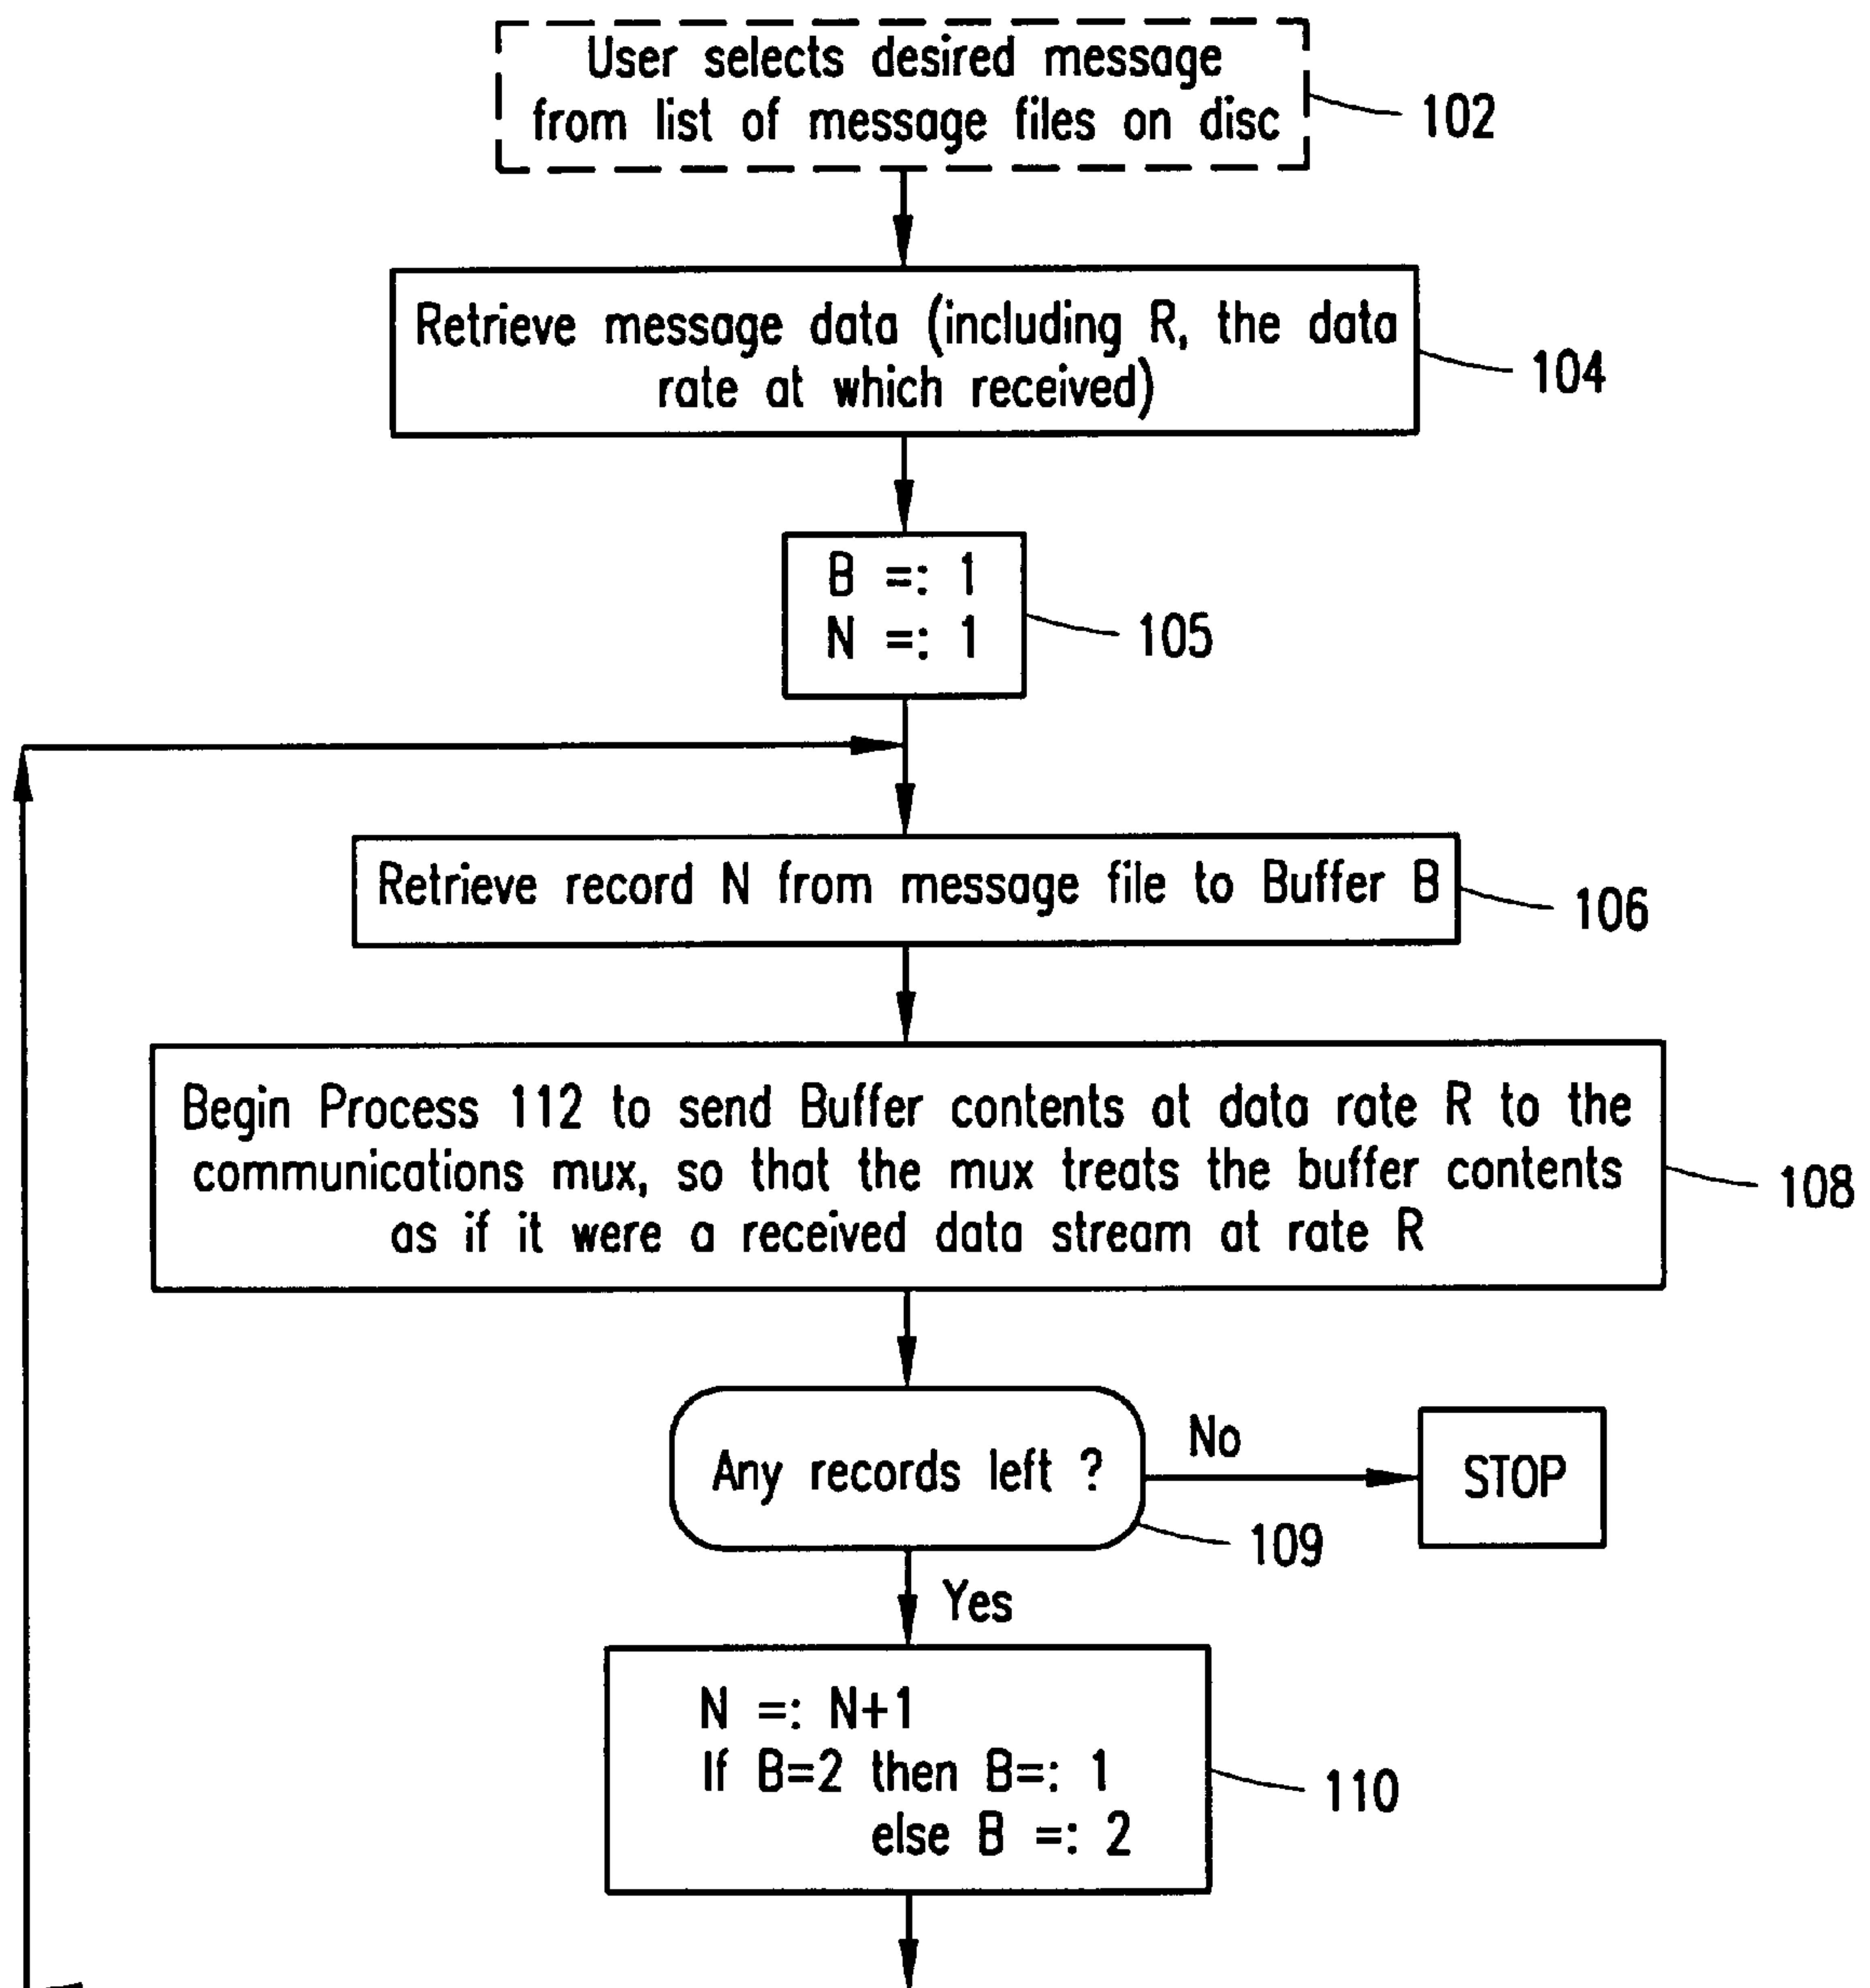 User selects desired message
from list of message files on disc
102
Retrieve message data (including R, the data
rate at which received)
104
B =: 1
N =: 1
105
Retrieve record N from message file to Buffer B
106
Begin Process 112 to send Buffer contents at data rate R to the
communications mux, so that the mux treats the buffer contents
as if it were a received data stream at rate R
108
Any records left ?
No
STOP
109
Yes
N =: N+1
If B=2 then B=: 1
else B =: 2
110